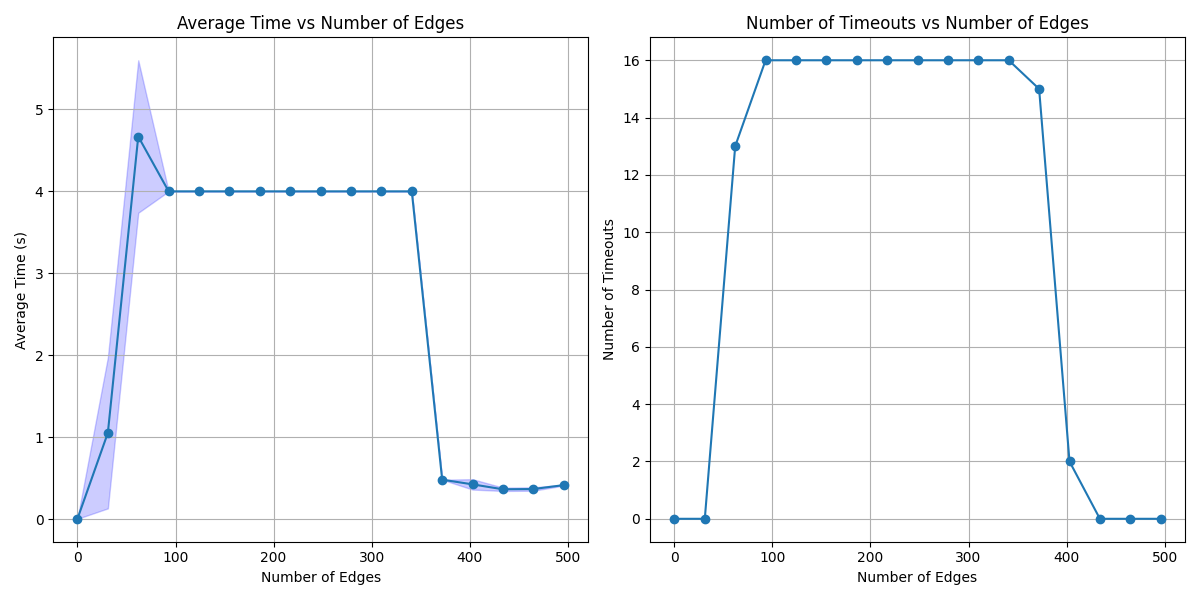 Average Time vs Number of Edges
Average Time (s)
5
4
3
2
1
0
0 100 200 300 400 500
Number of Edges
Number of Timeouts vs Number of Edges
Number of Timeouts
16
14
12
10
8
6
4
2
0
0 100 200 300 400 500
Number of Edges